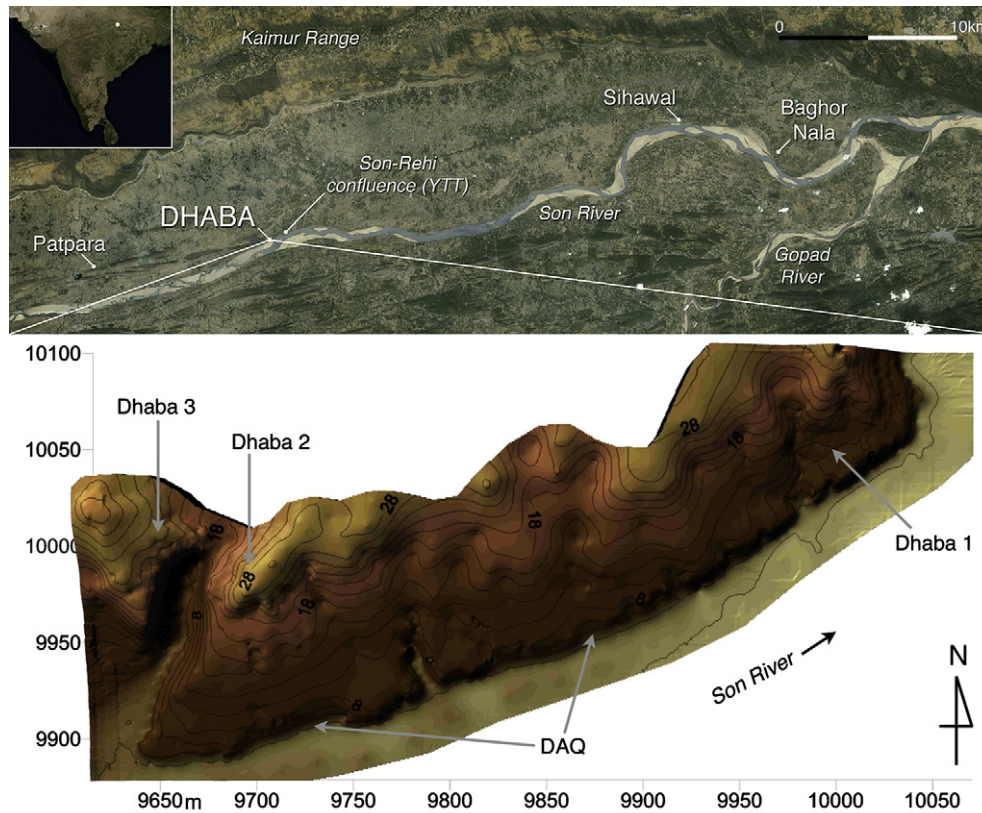 0 10km
Kaimur Range
Sihawal
Baghor
Nala
Son-Rehi
confluence (YTT)
DHABA
Son River
Patpara
Gopad
River
10100
10050
10000
9950
9900
Dhaba 3
Dhaba 2
28
18
28
8
18
28
18
28
18
8
8
8
Dhaba 1
Son River
N
DAQ
9650m 9700 9750 9800 9850 9900 9950 10000 10050